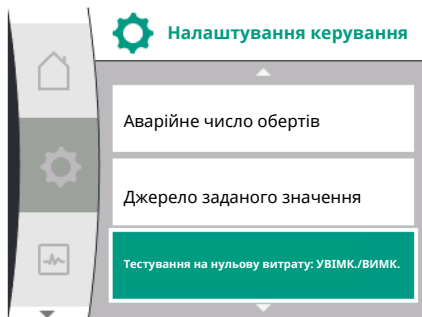 Налаштування керування
Аварійне число обертів
Джерело заданого значення
Тестування на нульову витрату: УВІМК./ВИМК.